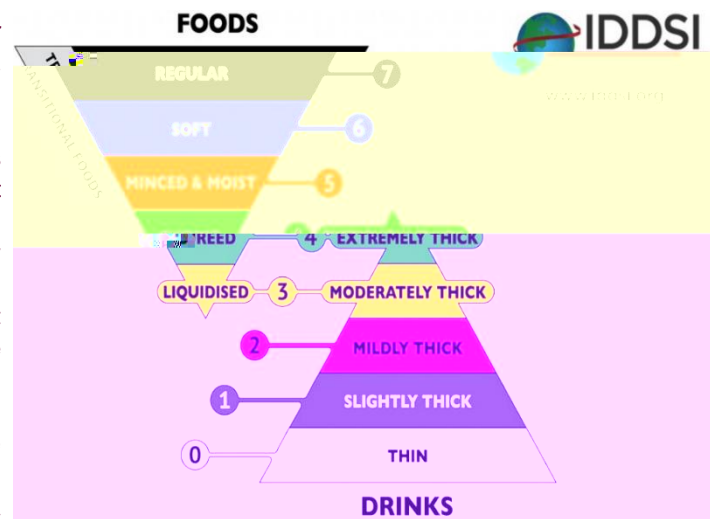 FOODS
IDDSI
REGULAR
7
SOFT
6
MINCED & MOIST
5
4
EXTREMELY THICK
LIQUIDISED
3
MODERATELY THICK
2
MILDLY THICK
1
SLIGHTLY THICK
0
THIN
DRINKS